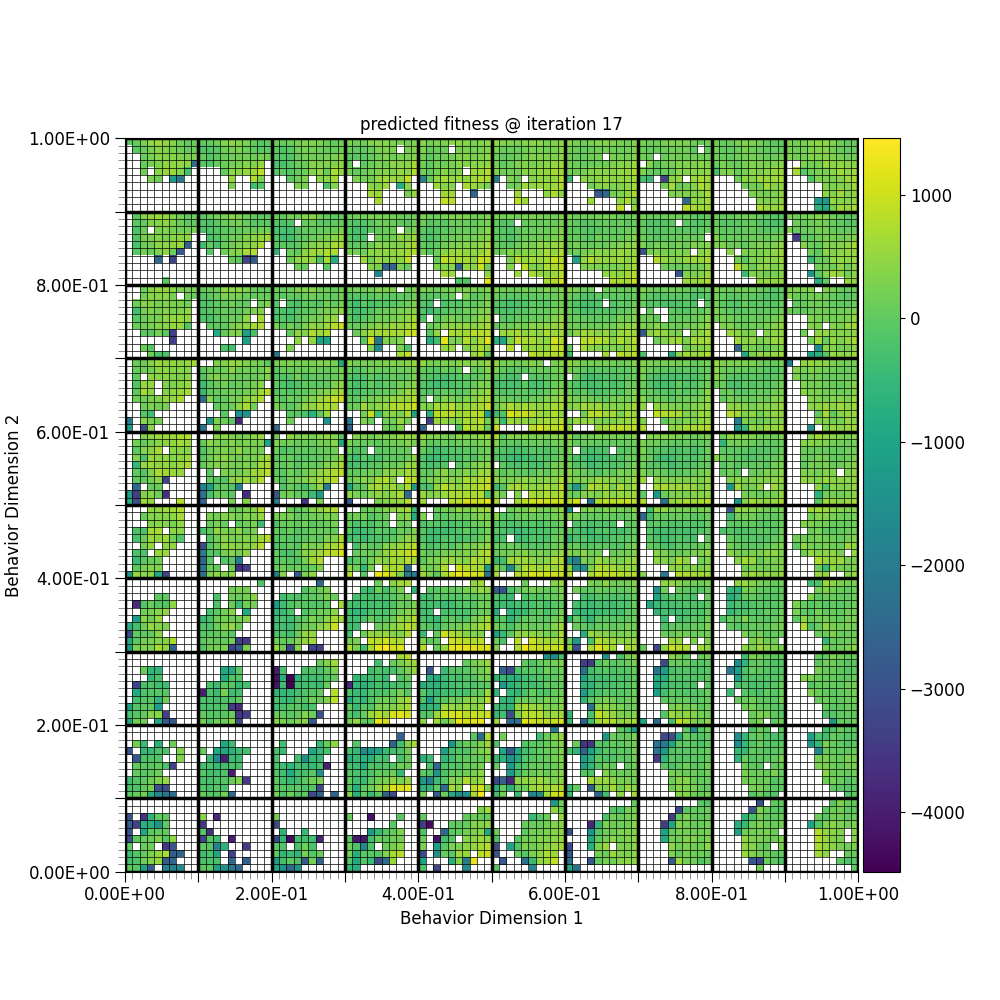 predicted fitness @ iteration 17
1.00E+00
8.00E-01
6.00E-01
4.00E-01
2.00E-01
0.00E+00
Behavior Dimension 2
0.00E+00 2.00E-01 4.00E-01 6.00E-01 8.00E-01 1.00E+00
Behavior Dimension 1
1000
0
−1000
−2000
−3000
−4000